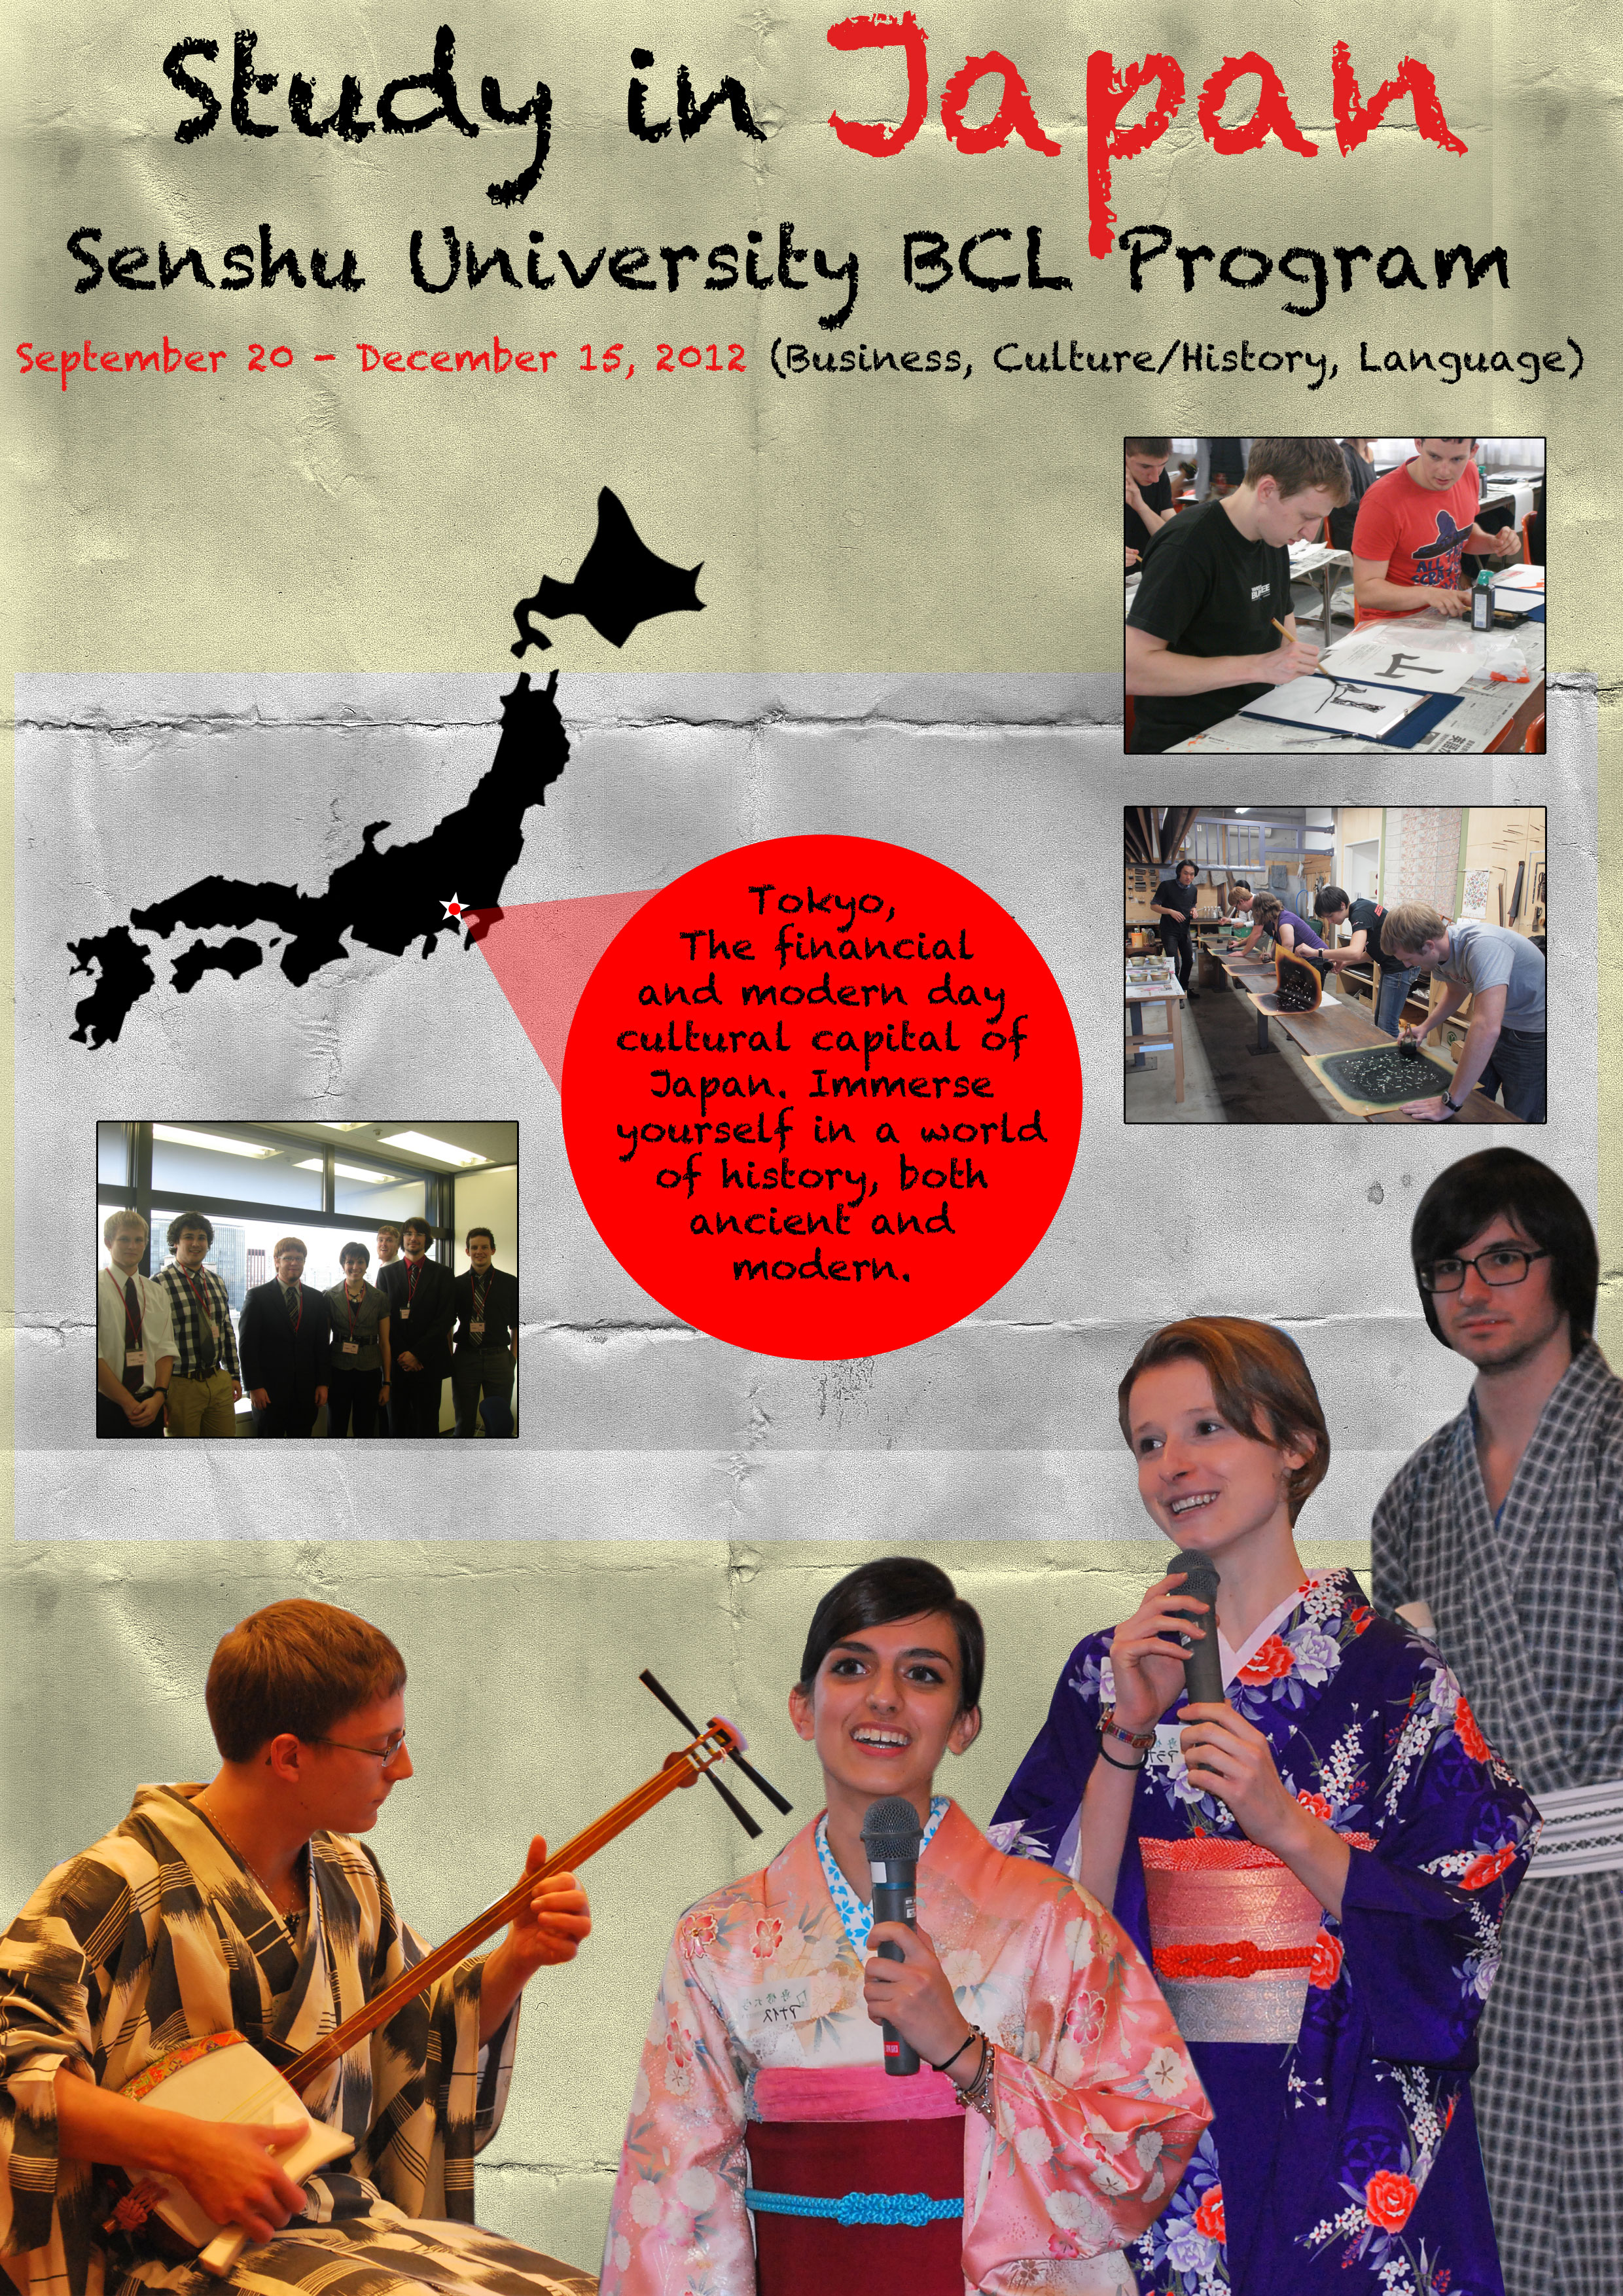 Study in Japan
Senshu University BCL Program
September 20 - December 15, 2012 (Business, Culture/History, Language)
Tokyo,
The financial
and modern day
cultural capital of
Japan. Immerse
yourself in a world
of history, both
ancient and
modern.